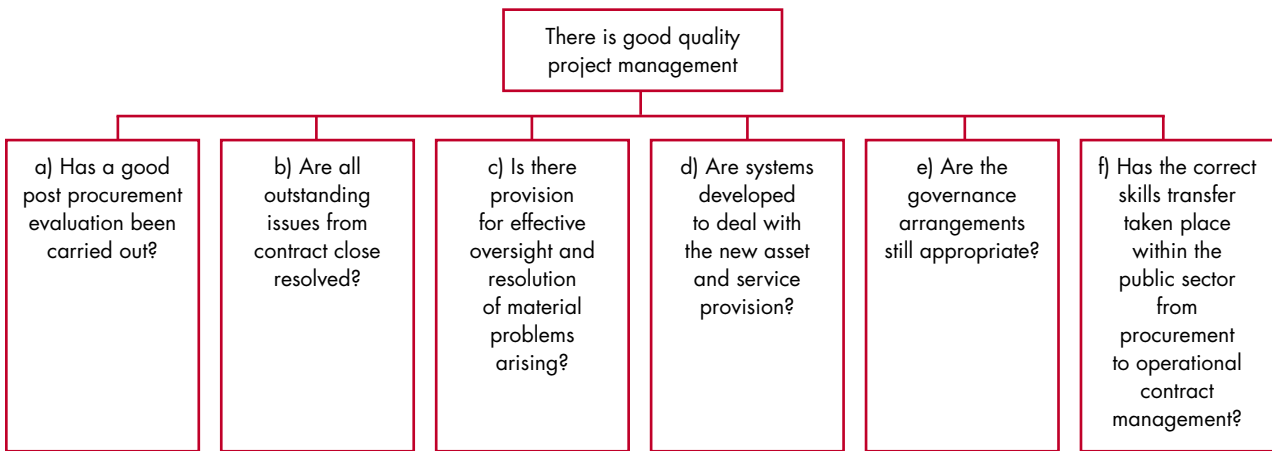 There is good quality
project management
a) Has a good
post procurement
evaluation been
carried out?
b) Are all
outstanding
issues from
contract close
resolved?
c) Is there
provision
for effective
oversight and
resolution
of material
problems
arising?
d) Are systems
developed
to deal with
the new asset
and service
provision?
e) Are the
governance
arrangements
still appropriate?
f) Has the correct
skills transfer
taken place
within the
public sector
from
procurement
to operational
contract
management?